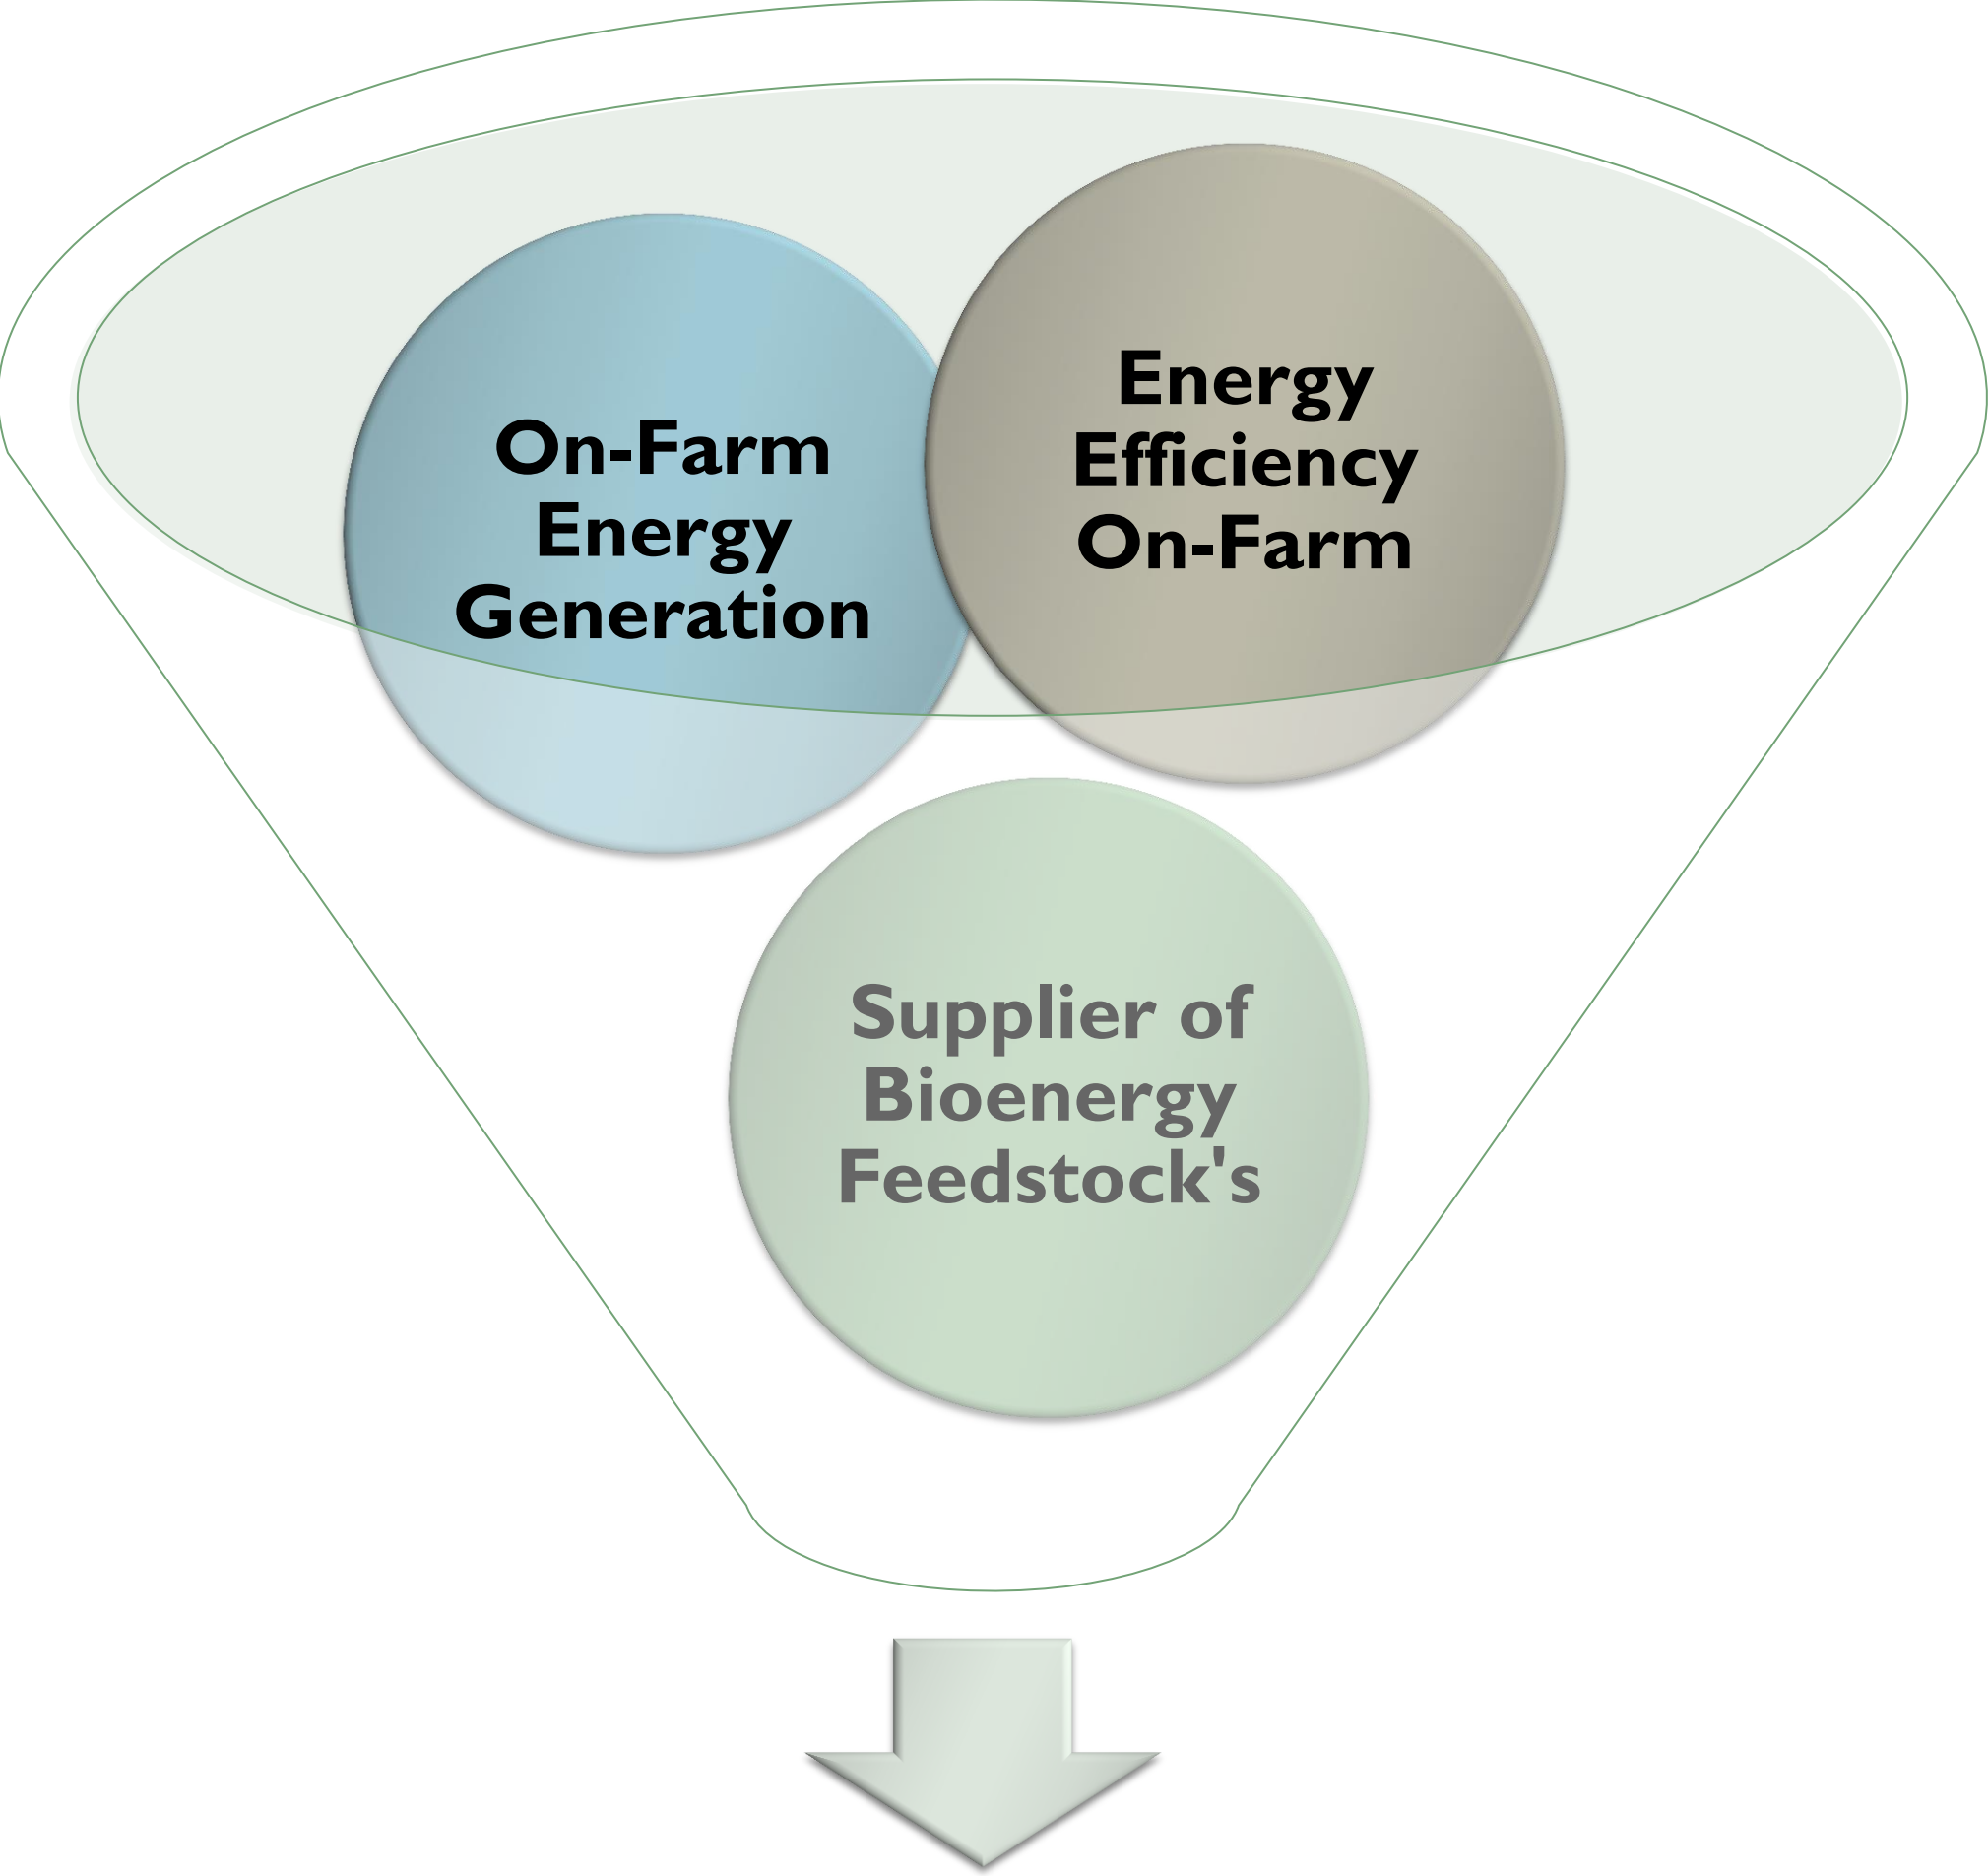 On-Farm
Energy
Generation
Energy
Efficiency
On-Farm
Supplier of
Bioenergy
Feedstock's